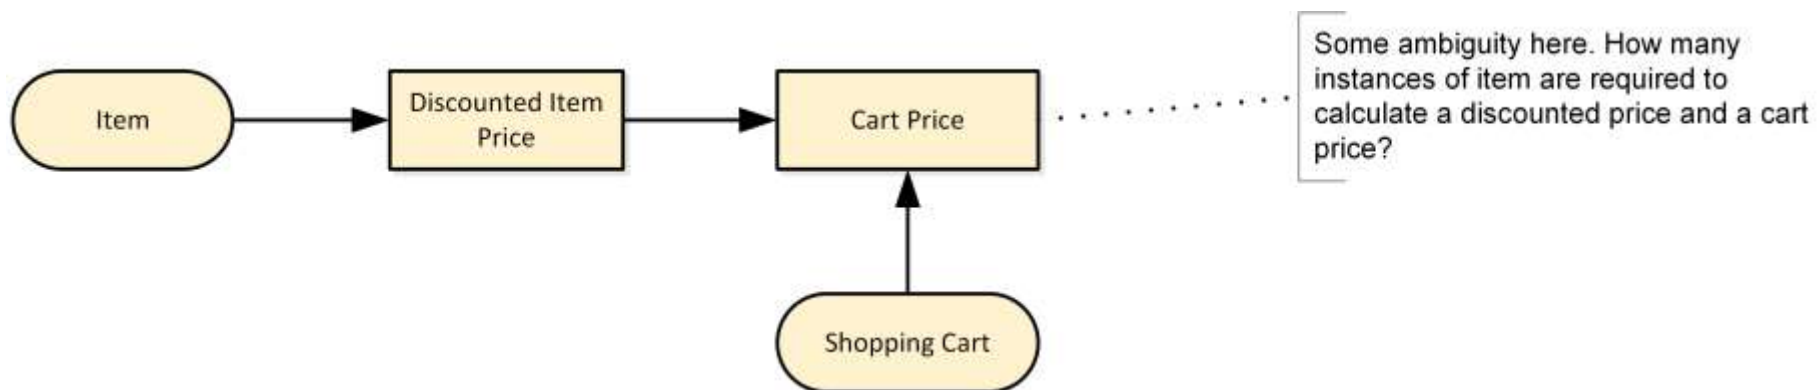 Item
Discounted Item
Price
Cart Price
Some ambiguity here. How many
instances of item are required to
calculate a discounted price and a cart
price?
Shopping Cart